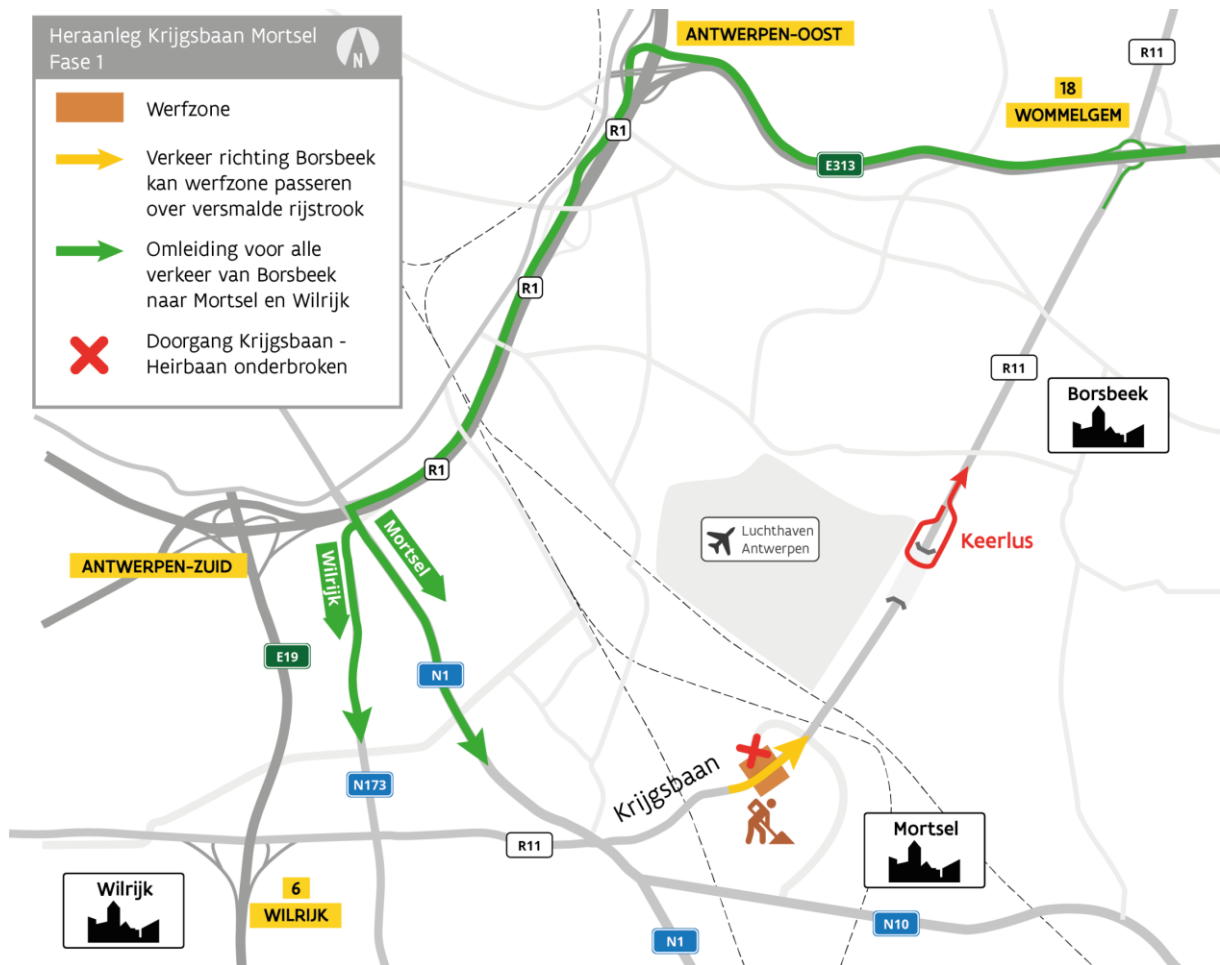 Heraanleg Krijgsbaan Mortsel
Fase 1
N
Werfzone
Verkeer richting Borsbeek
kan werfzone passeren
over versmalde rijstrook
Omleiding voor alle
verkeer van Borsbeek
naar Mortsel en Wilrijk
Doorgang Krijgsbaan -
Heirbaan onderbroken
ANTWERPEN-OOST
R11
18
WOMMELGEM
R1
E313
R1
R11
Borsbeek
R1
Luchthaven
Antwerpen
Keerlus
ANTWERPEN-ZUID
Wilrijk
Mortsel
E19
N1
N173
Krijgsbaan
R11
Mortsel
Wilrijk
6
WILRIJK
N1
N10